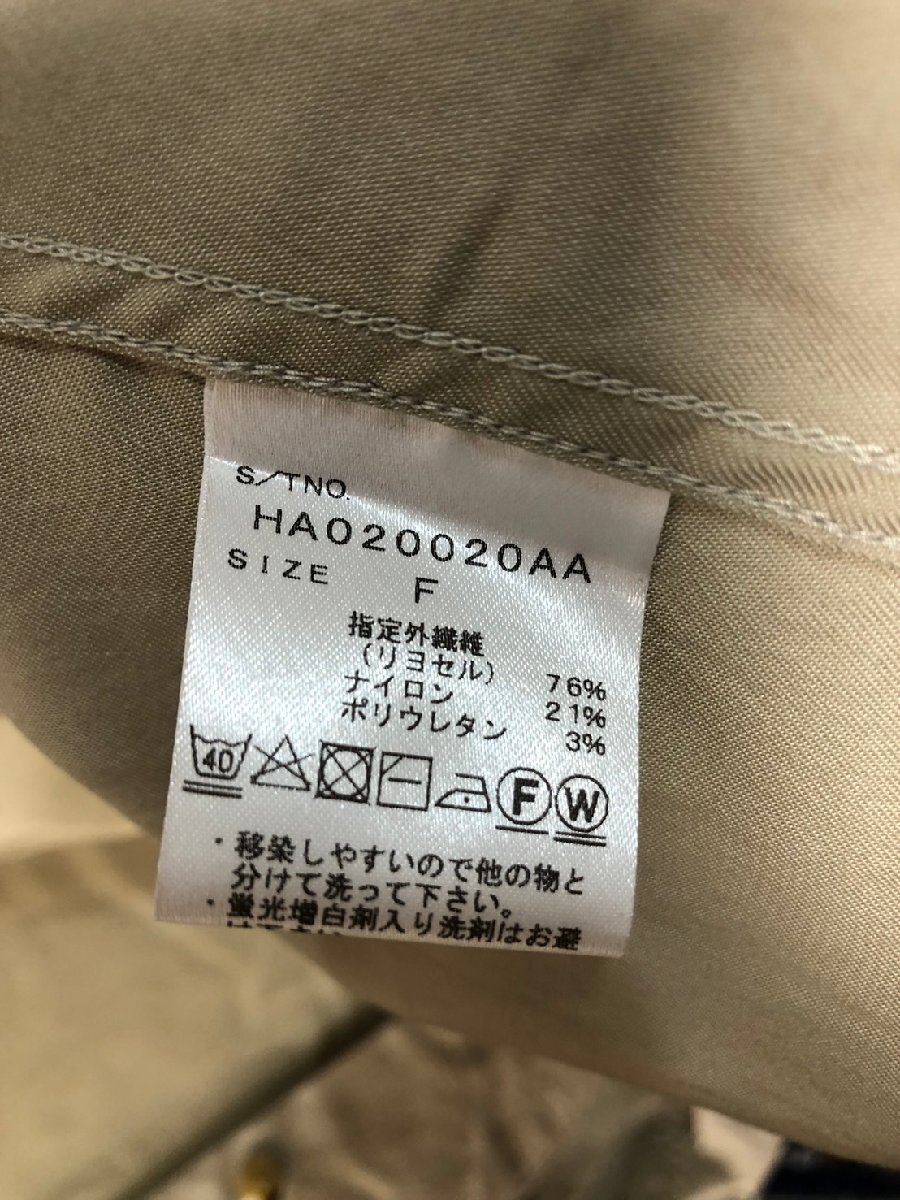 S/TNO.
HA020020AA
SIZE F
指定外繊維
(リヨセル) 76%
ナイロン 21%
ポリウレタン 3%
40 F W
・移染しやすいので他の物と
分けて洗って下さい。
・蛍光増白剤入り洗剤はお避